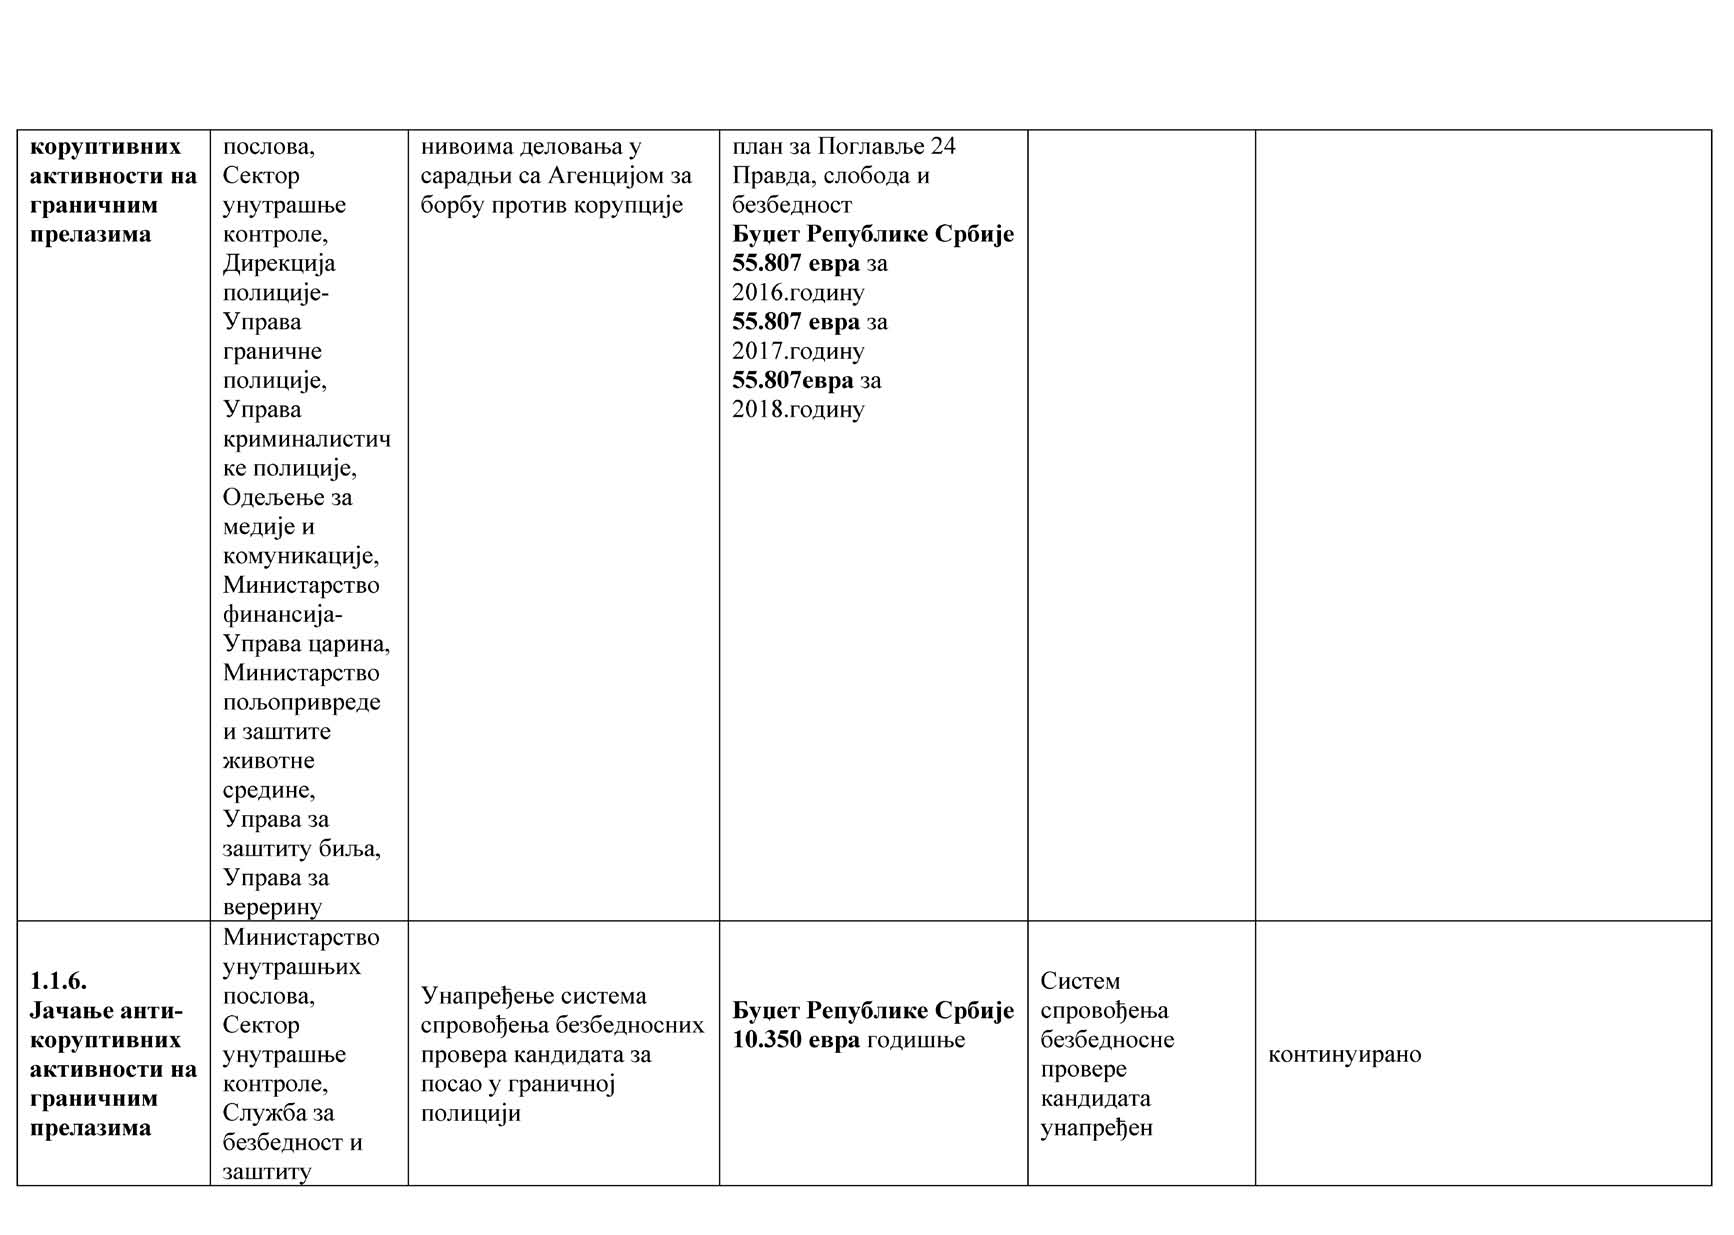 коруптивних
активности на
граничним
прелазима
послова,
Сектор
унутрашње
контроле,
Дирекција
полиције-
Управа
граничне
полиције,
Управа
криминалистич
ке полиције,
Одељење за
медије и
комуникације,
Министарство
финансија-
Управа царина,
Министарство
пољопривреде
и заштите
животне
средине,
Управа за
заштиту биља,
Управа за
верерину
нивоима деловања у
сарадњи са Агенцијом за
борбу против корупције
план за Поглавље 24
Правда, слобода и
безбедност
Буџет Републике Србије
55.807 евра за
2016.годину
55.807 евра за
2017.годину
55.807евра за
2018.годину
1.1.6.
Јачање анти-
коруптивних
активности на
граничним
прелазима
Министарство
унутрашњих
послова,
Сектор
унутрашње
контроле,
Служба за
безбедност и
заштиту
Унапређење система
спровођења безбедносних
провера кандидата за
посао у граничној
полицији
Буџет Републике Србије
10.350 евра годишње
Систем
спровођења
безбедносне
провере
кандидата
унапређен
континуирано